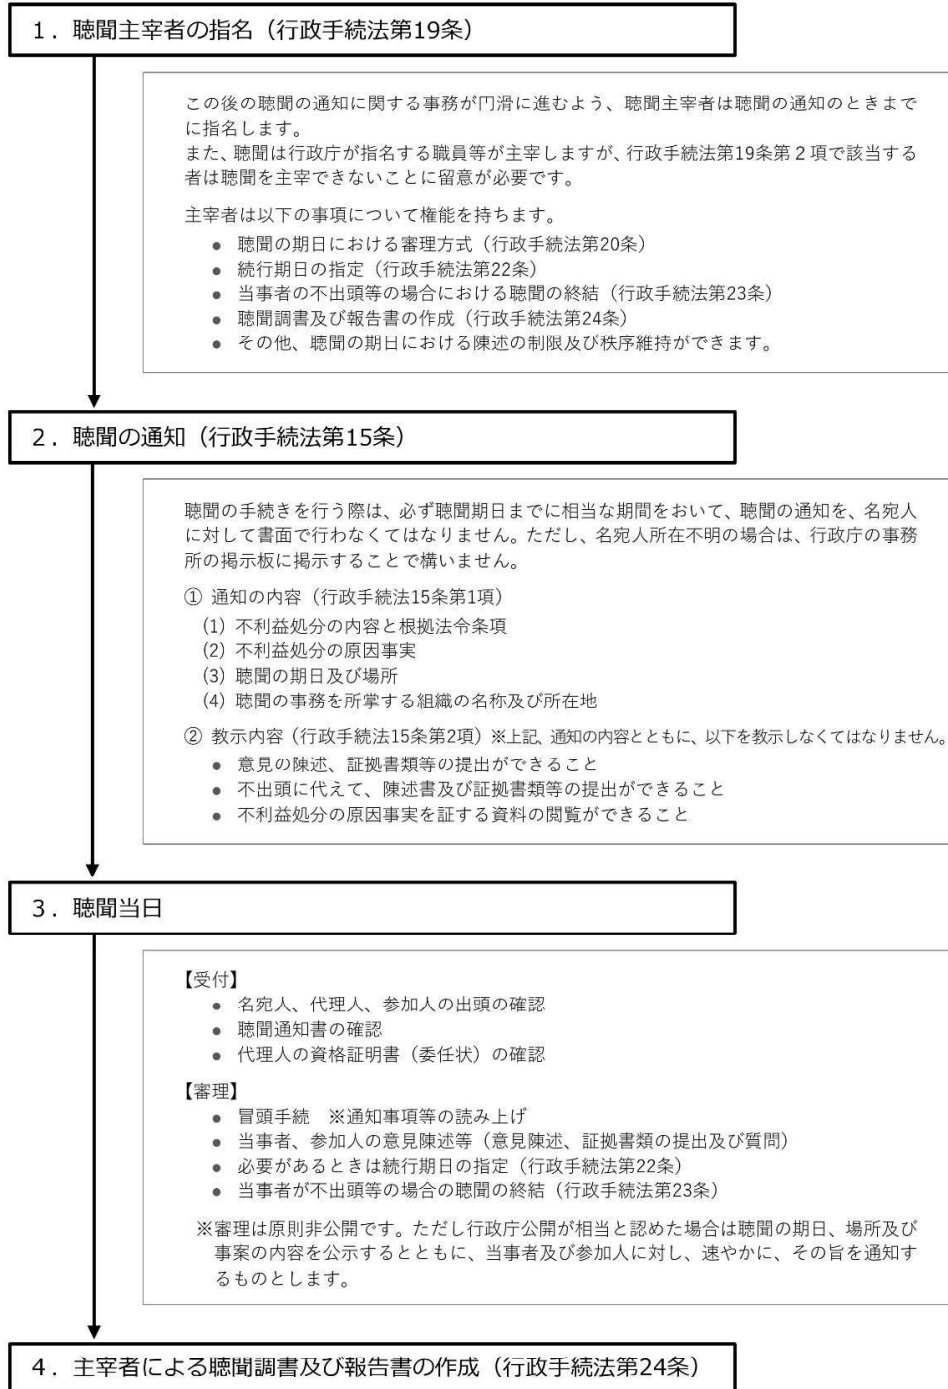 1．聴聞主宰者の指名（行政手続法第19条）
この後の聴聞の通知に関する事務が円滑に進むよう、聴聞主宰者は聴聞の通知のときまで
に指名します。
また、聴聞は行政庁が指名する職員等が主宰しますが、行政手続法第19条第２項で該当する
者は聴聞を主宰できないことに留意が必要です。
主宰者は以下の事項について権能を持ちます。
● 聴聞の期日における審理方式（行政手続法第20条）
● 続行期日の指定（行政手続法第22条）
● 当事者の不出頭等の場合における聴聞の終結（行政手続法第23条）
● 聴聞調書及び報告書の作成（行政手続法第24条）
● その他、聴聞の期日における陳述の制限及び秩序維持ができます。
2．聴聞の通知（行政手続法第15条）
聴聞の手続きを行う際は、必ず聴聞期日までに相当な期間をおいて、聴聞の通知を、名宛人
に対して書面で行わなくてはなりません。ただし、名宛人所在不明の場合は、行政庁の事務
所の掲示板に掲示することで構いません。
① 通知の内容（行政手続法15条第1項）
(1) 不利益処分の内容と根拠法令条項
(2) 不利益処分の原因事実
(3) 聴聞の期日及び場所
(4) 聴聞の事務を所掌する組織の名称及び所在地
② 教示内容（行政手続法15条第2項）※上記、通知の内容とともに、以下を教示しなくてはなりません。
● 意見の陳述、証拠書類等の提出ができること
● 不出頭に代えて、陳述書及び証拠書類等の提出ができること
● 不利益処分の原因事実を証する資料の閲覧ができること
3．聴聞当日
【受付】
● 名宛人、代理人、参加人の出頭の確認
● 聴聞通知書の確認
● 代理人の資格証明書（委任状）の確認
【審理】
● 冒頭手続　※通知事項等の読み上げ
● 当事者、参加人の意見陳述等（意見陳述、証拠書類の提出及び質問）
● 必要があるときは続行期日の指定（行政手続法第22条）
● 当事者が不出頭等の場合の聴聞の終結（行政手続法第23条）
※審理は原則非公開です。ただし行政庁公開が相当と認めた場合は聴聞の期日、場所及び
事案の内容を公示するとともに、当事者及び参加人に対し、速やかに、その旨を通知す
るものとします。
4．主宰者による聴聞調書及び報告書の作成（行政手続法第24条）